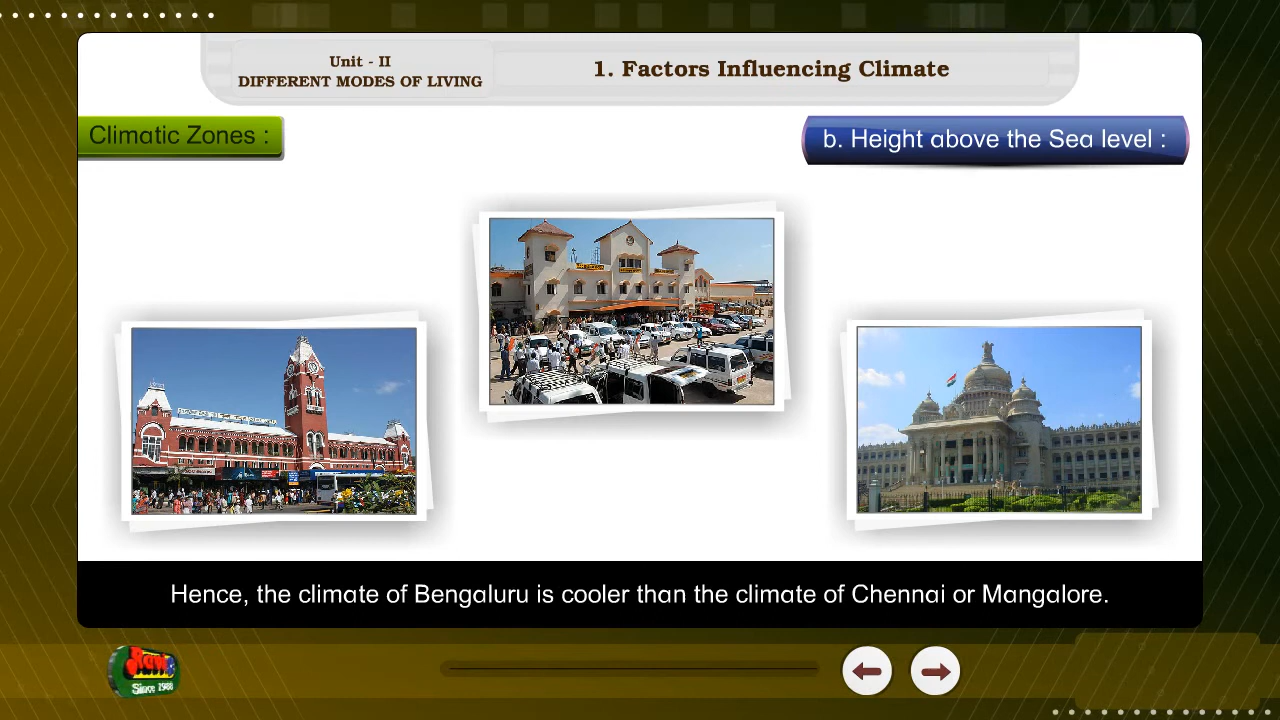 Unit - II
DIFFERENT MODES OF LIVING
1. Factors Influencing Climate
Climatic Zones :
b. Height above the Sea level :
Hence, the climate of Bengaluru is cooler than the climate of Chennai or Mangalore.
Since 1986